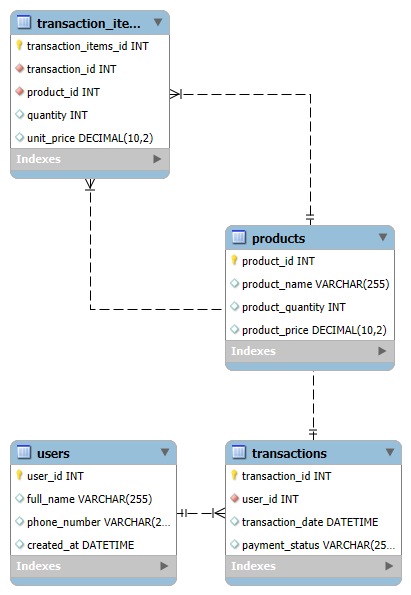 transaction_ite...
transaction_items_id INT
transaction_id INT
product_id INT
quantity INT
unit_price DECIMAL(10,2)
Indexes
products
product_id INT
product_name VARCHAR(255)
product_quantity INT
product_price DECIMAL(10,2)
Indexes
users
user_id INT
full_name VARCHAR(255)
phone_number VARCHAR(2...
created_at DATETIME
Indexes
transactions
transaction_id INT
user_id INT
transaction_date DATETIME
payment_status VARCHAR(25...
Indexes